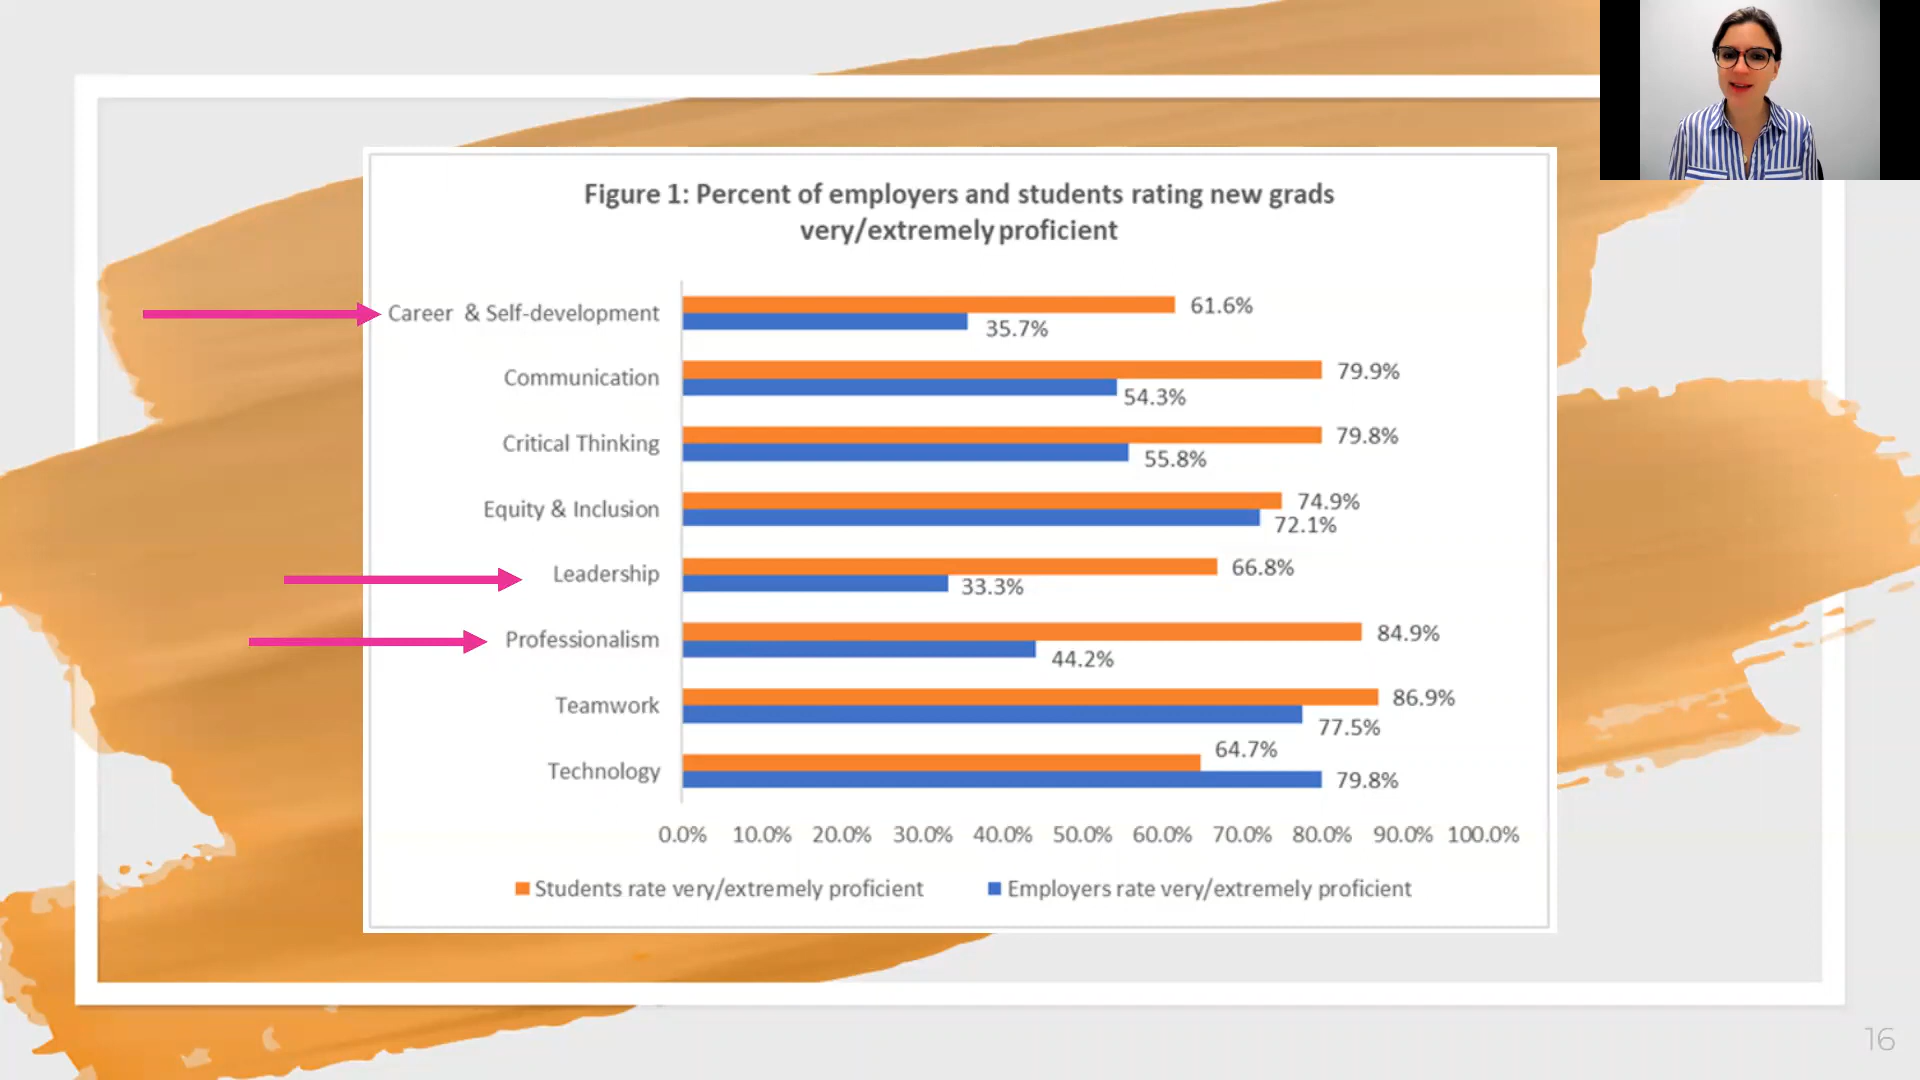 Figure 1: Percent of employers and students rating new grads
very/extremely proficient
Career & Self-development
61.6%
35.7%
Communication
79.9%
54.3%
Critical Thinking
79.8%
55.8%
Equity & Inclusion
74.9%
72.1%
Leadership
66.8%
33.3%
Professionalism
84.9%
44.2%
Teamwork
86.9%
77.5%
Technology
64.7%
79.8%
0.0% 10.0% 20.0% 30.0% 40.0% 50.0% 60.0% 70.0% 80.0% 90.0% 100.0%
Students rate very/extremely proficient
Employers rate very/extremely proficient
16